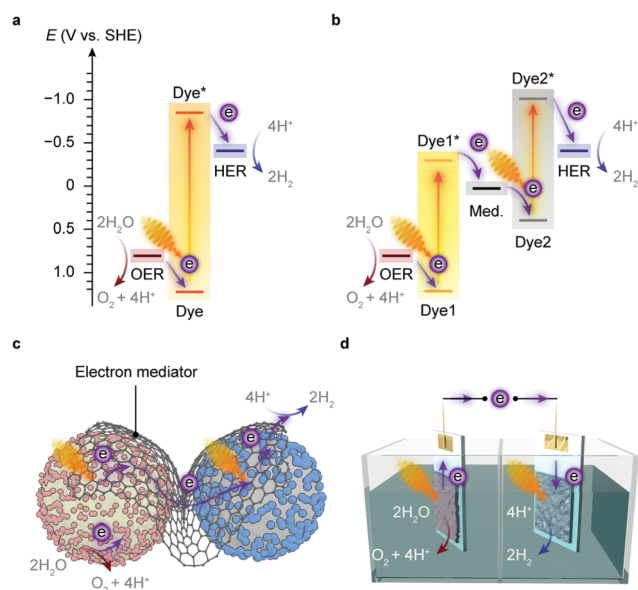 a
E (V vs. SHE)
−1.0
−0.5
0
0.5
1.0
Dye*
e
4H⁺
HER
2H₂
2H₂O
OER
e
O₂ + 4H⁺
Dye
b
Dye2*
e
4H⁺
Dye1*
e
HER
2H₂
e
Med.
Dye2
2H₂O
OER
e
O₂ + 4H⁺
Dye1
c
Electron mediator
4H⁺
2H₂
e
e
e
e
2H₂O
O₂ + 4H⁺
d
e
e
e
2H₂O
4H⁺
O₂ + 4H⁺
2H₂